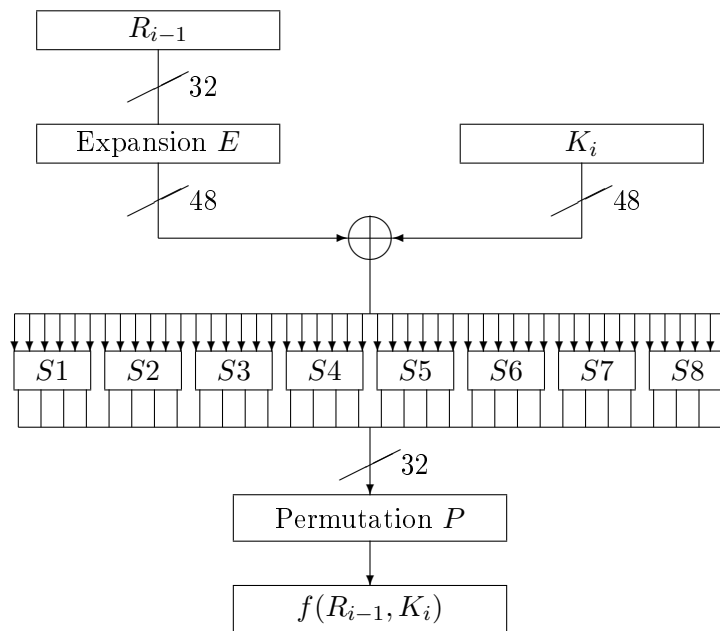 R_{i−1}
32
Expansion E
K_i
48
48
S1 S2 S3 S4 S5 S6 S7 S8
32
Permutation P
f(R_{i−1}, K_i)